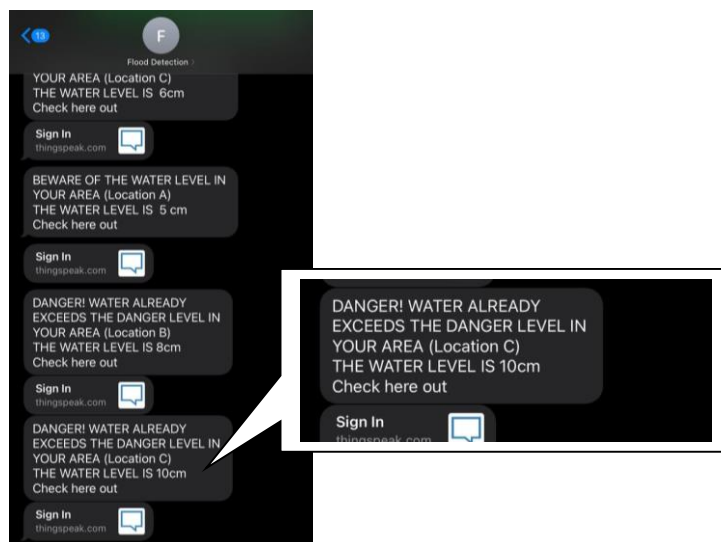 13
F
Flood Detection
YOUR AREA (Location C)
THE WATER LEVEL IS 6cm
Check here out
Sign In
thingspeak.com
BEWARE OF THE WATER LEVEL IN
YOUR AREA (Location A)
THE WATER LEVEL IS 5 cm
Check here out
Sign In
thingspeak.com
DANGER! WATER ALREADY
EXCEEDS THE DANGER LEVEL IN
YOUR AREA (Location B)
THE WATER LEVEL IS 8cm
Check here out
Sign In
thingspeak.com
DANGER! WATER ALREADY
EXCEEDS THE DANGER LEVEL IN
YOUR AREA (Location C)
THE WATER LEVEL IS 10cm
Check here out
Sign In
thingspeak.com
DANGER! WATER ALREADY
EXCEEDS THE DANGER LEVEL IN
YOUR AREA (Location C)
THE WATER LEVEL IS 10cm
Check here out
Sign In
thingspeak.com